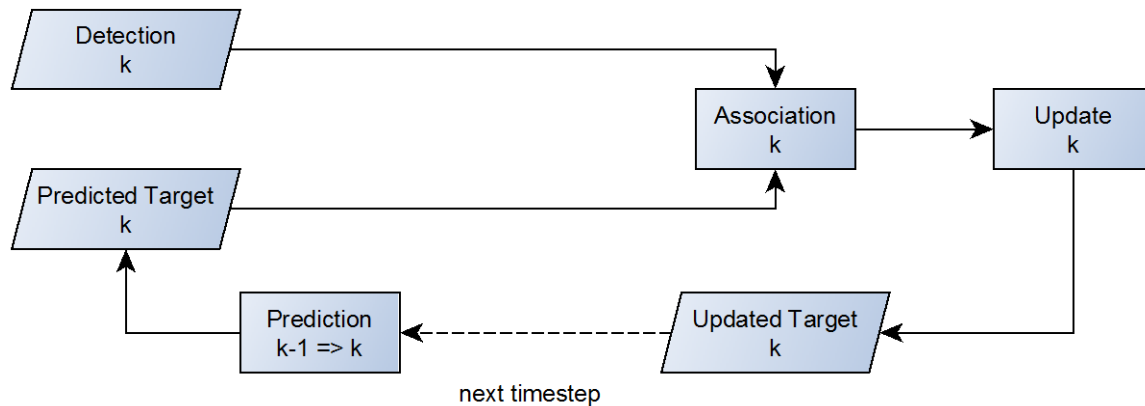 Detection
k
Association
k
Update
k
Predicted Target
k
Prediction
k-1 => k
Updated Target
k
next timestep